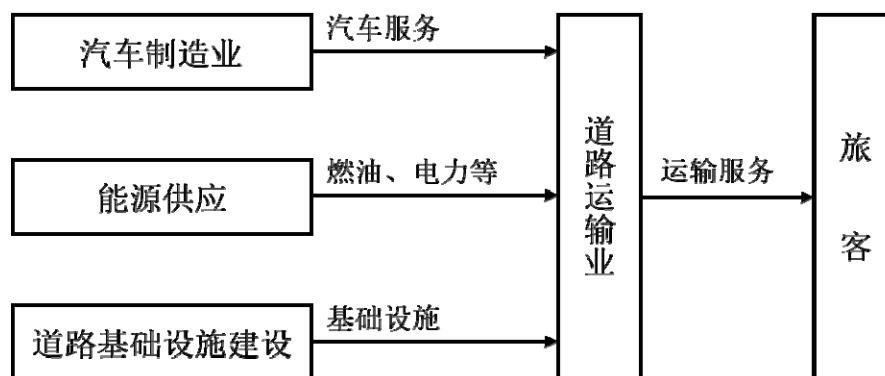 汽车制造业
汽车服务
能源供应
燃油、电力等
道路基础设施建设
基础设施
道路运输业
运输服务
旅客